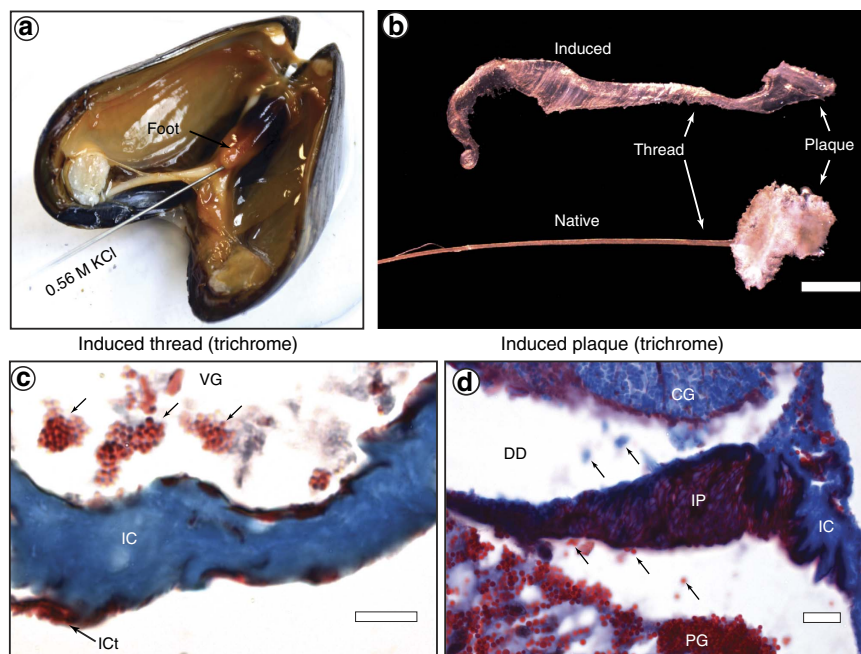 a
Foot
0.56 M KCl
b
Induced
Thread
Plaque
Native
Induced thread (trichrome)
Induced plaque (trichrome)
c
VG
IC
ICt
d
CG
DD
IP
IC
PG